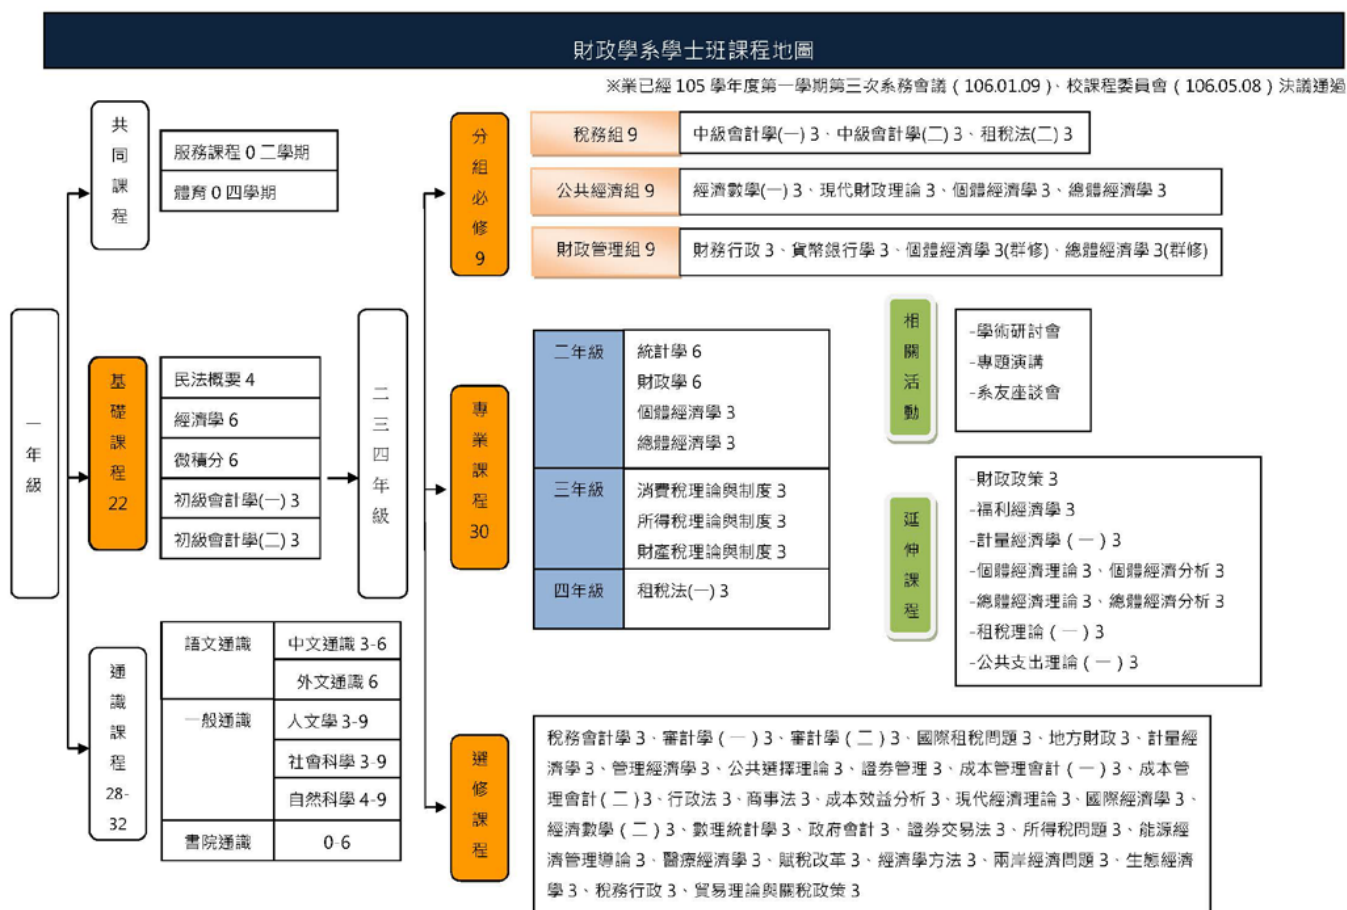 財政學系學士班課程地圖
※業已經 105 學年度第一學期第三次系務會議 ( 106.01.09 )、校課程委員會 ( 106.05.08 ) 決議通過
一年級
共同課程
服務課程 0 二學期
體育 0 四學期
基礎課程 22
民法概要 4
經濟學 6
微積分 6
初級會計學(一) 3
初級會計學(二) 3
通識課程 28-32
語文通識
中文通識 3-6
外文通識 6
一般通識
人文學 3-9
社會科學 3-9
自然科學 4-9
書院通識
0-6
二三四年級
分組必修 9
稅務組 9
中級會計學(一) 3、中級會計學(二) 3、租稅法(二) 3
公共經濟組 9
經濟數學(一) 3、現代財政理論 3、個體經濟學 3、總體經濟學 3
財政管理組 9
財務行政 3、貨幣銀行學 3、個體經濟學 3(群修)、總體經濟學 3(群修)
專業課程 30
二年級
統計學 6
財政學 6
個體經濟學 3
總體經濟學 3
三年級
消費稅理論與制度 3
所得稅理論與制度 3
財產稅理論與制度 3
四年級
租稅法(一) 3
相關活動
-學術研討會
-專題演講
-系友座談會
延伸課程
-財政政策 3
-福利經濟學 3
-計量經濟學 ( 一 ) 3
-個體經濟理論 3、個體經濟分析 3
-總體經濟理論 3、總體經濟分析 3
-租稅理論 ( 一 ) 3
-公共支出理論 ( 一 ) 3
選修課程
稅務會計學 3、審計學 ( 一 ) 3、審計學 ( 二 ) 3、國際租稅問題 3、地方財政 3、計量經
濟學 3、管理經濟學 3、公共選擇理論 3、證券管理 3、成本管理會計 ( 一 ) 3、成本管
理會計 ( 二 ) 3、行政法 3、商事法 3、成本效益分析 3、現代經濟理論 3、國際經濟學 3、
經濟數學 ( 二 ) 3、數理統計學 3、政府會計 3、證券交易法 3、所得稅問題 3、能源經
濟管理導論 3、醫療經濟學 3、賦稅改革 3、經濟學方法 3、兩岸經濟問題 3、生態經濟
學 3、稅務行政 3、貿易理論與關稅政策 3